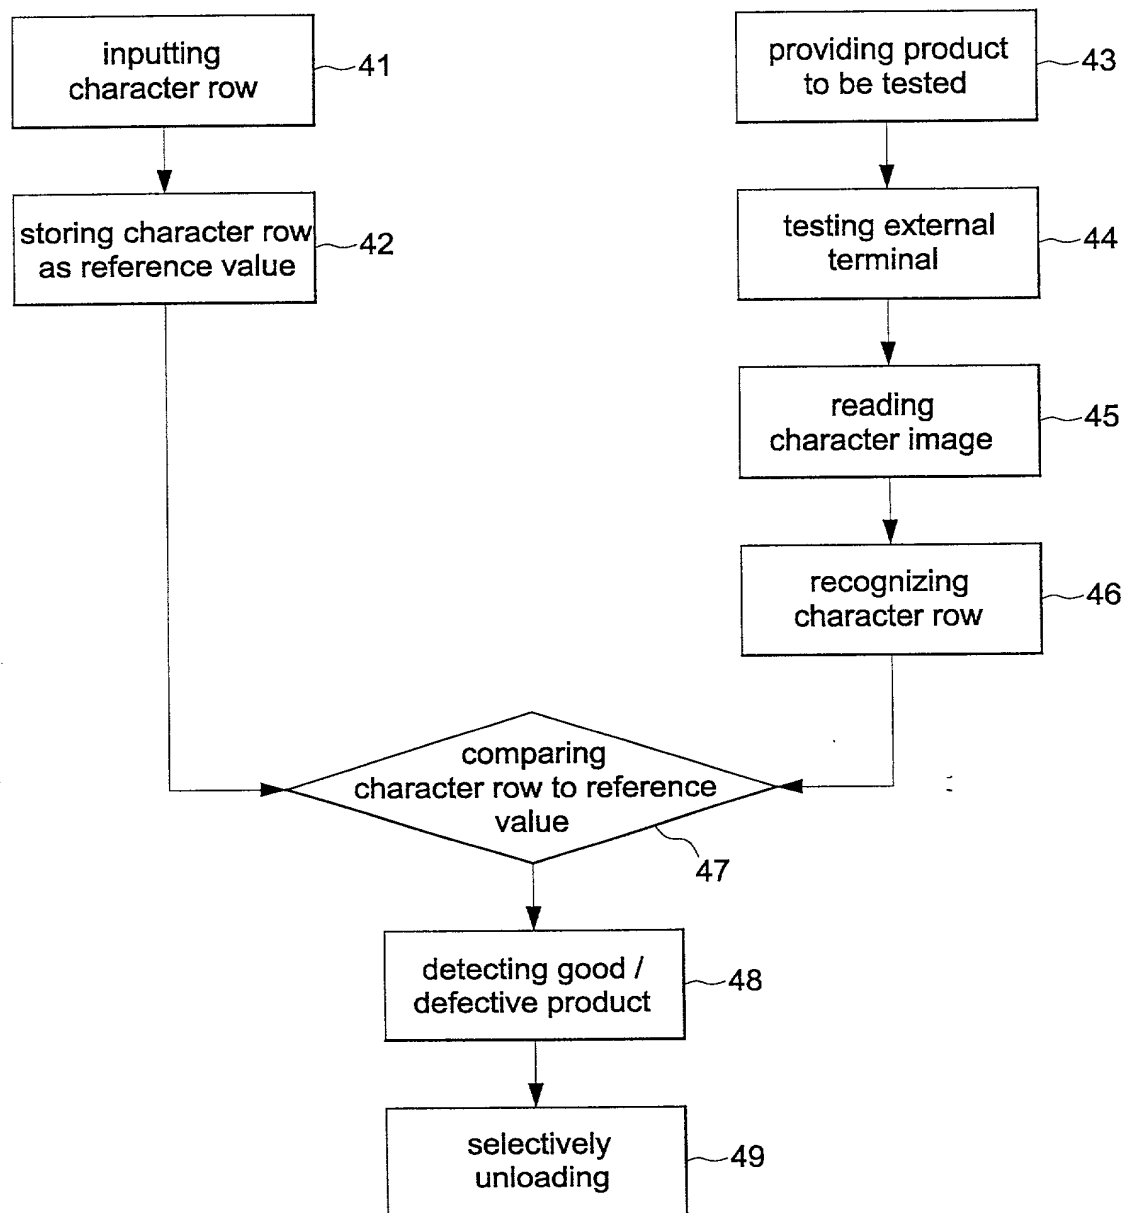 inputting
character row
41
storing character row
as reference value
42
providing product
to be tested
43
testing external
terminal
44
reading
character image
45
recognizing
character row
46
comparing
character row to reference
value
47
detecting good /
defective product
48
selectively
unloading
49